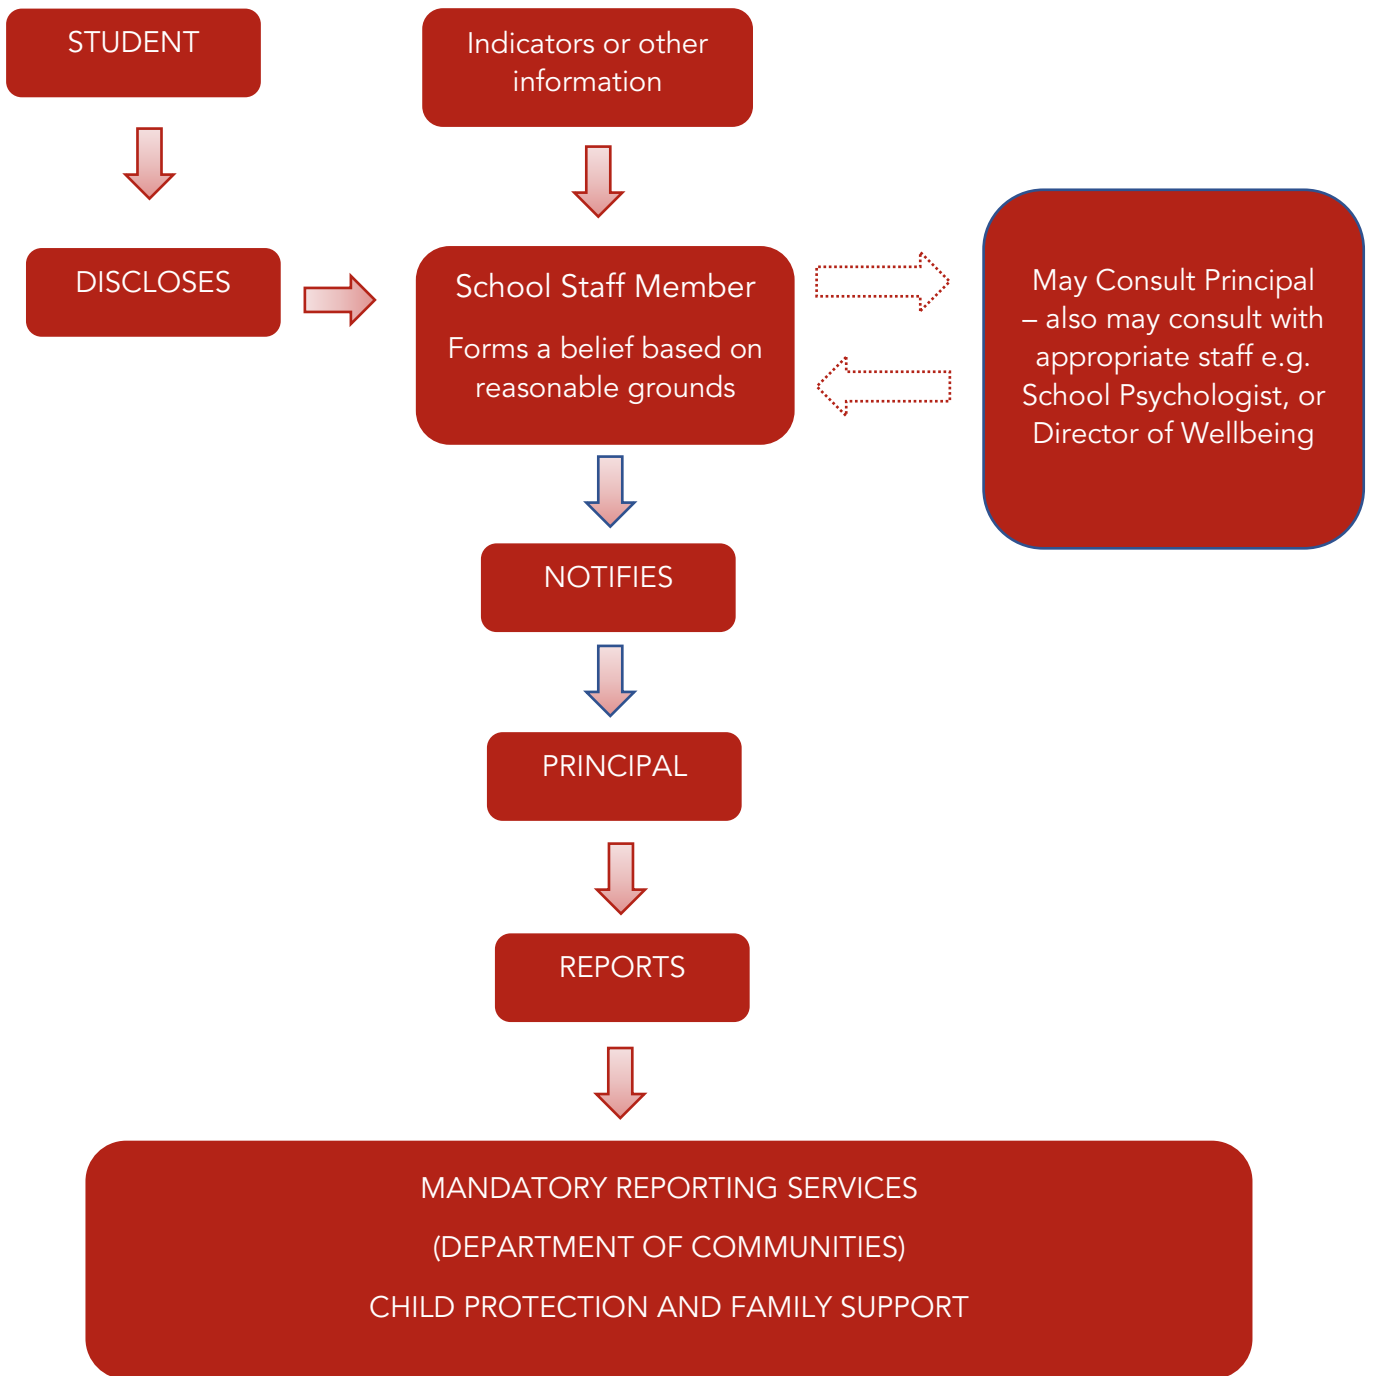 STUDENT
Indicators or other
information
DISCLOSES
School Staff Member
Forms a belief based on
reasonable grounds
May Consult Principal
– also may consult with
appropriate staff e.g.
School Psychologist, or
Director of Wellbeing
NOTIFIES
PRINCIPAL
REPORTS
MANDATORY REPORTING SERVICES
(DEPARTMENT OF COMMUNITIES)
CHILD PROTECTION AND FAMILY SUPPORT